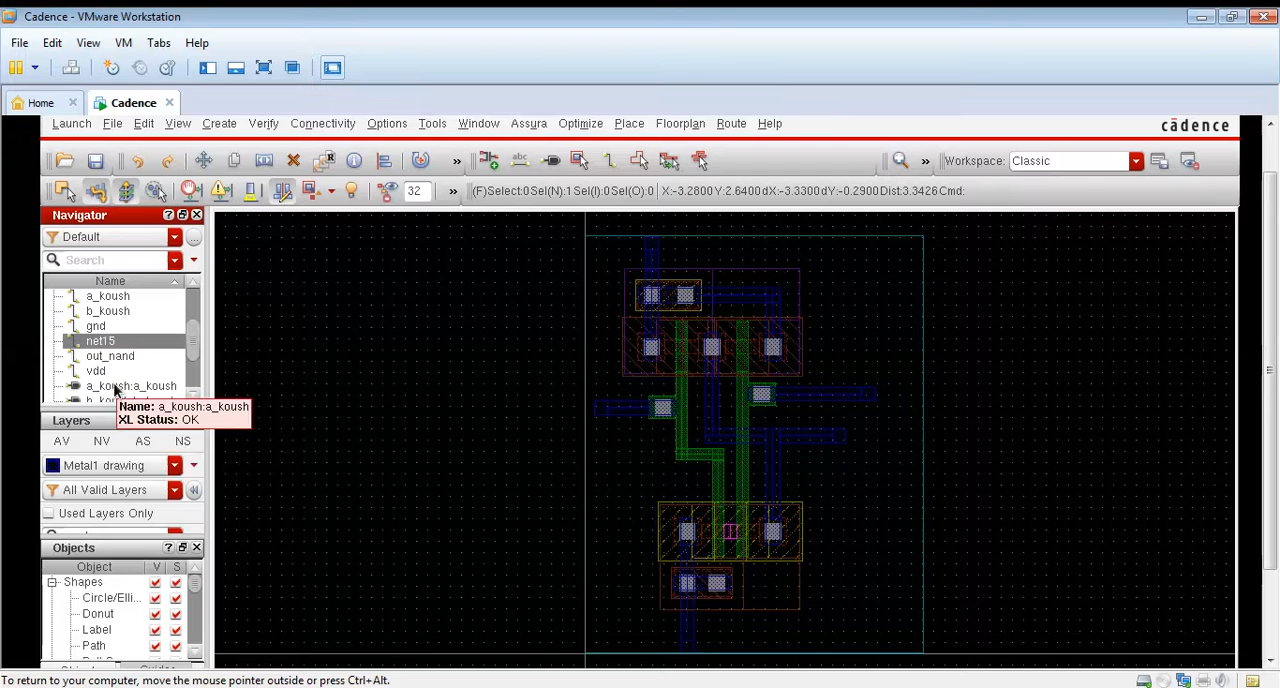 Cadence - VMware Workstation
File Edit View VM Tabs Help
Home Cadence
Launch File Edit View Create Verify Connectivity Options Tools Window Assura Optimize Place Floorplan Route Help
cādence
» » Workspace: Classic
32 » (F)Select:0 Sel(N):1 Sel(I):0 Sel(O):0 X:-3.2600 Y:2.6400 dX:-3.3300 dY:-0.2900 Dist:3.3426 Cmd:
Navigator
Default
Search
Name
a_koush
b_koush
gnd
net15
out_nand
vdd
a_koush:a_koush
Name: a_koush:a_koush
XL Status: OK
Layers
AV NV AS NS
Metal1 drawing
All Valid Layers
Used Layers Only
Objects
Object V S
Shapes
Circle/Elli...
Donut
Label
Path
To return to your computer, move the mouse pointer outside or press Ctrl+Alt.